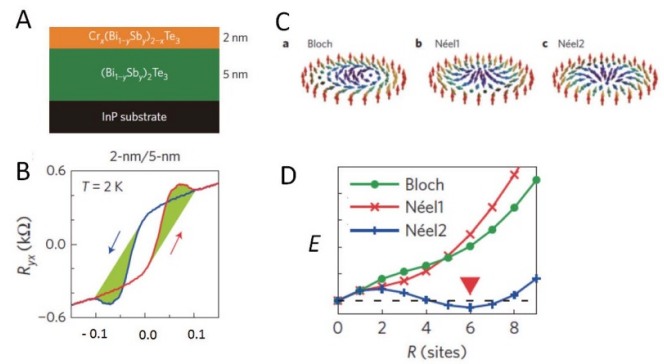 A
Crₓ(Bi₁₋ySby)₂₋ₓTe₃
2 nm
(Bi₁₋ySby)₂Te₃
5 nm
InP substrate
C
a Bloch
b Néel1
c Néel2
B
2-nm/5-nm
T = 2 K
Ryx (kΩ)
0.6
0.0
-0.6
-0.1 0.0 0.1
D
Bloch
Néel1
Néel2
E
0 2 4 6 8
R (sites)